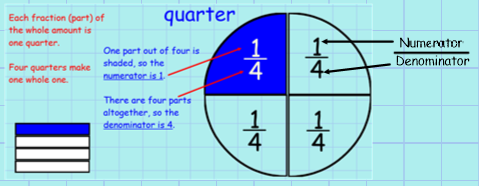 quarter
Each fraction (part) of
the whole amount is
one quarter.
Four quarters make
one whole one.
One part out of four is
shaded, so the
numerator is 1.
There are four parts
altogether, so the
denominator is 4.
1
4
1
4
Numerator
Denominator
1
4
1
4